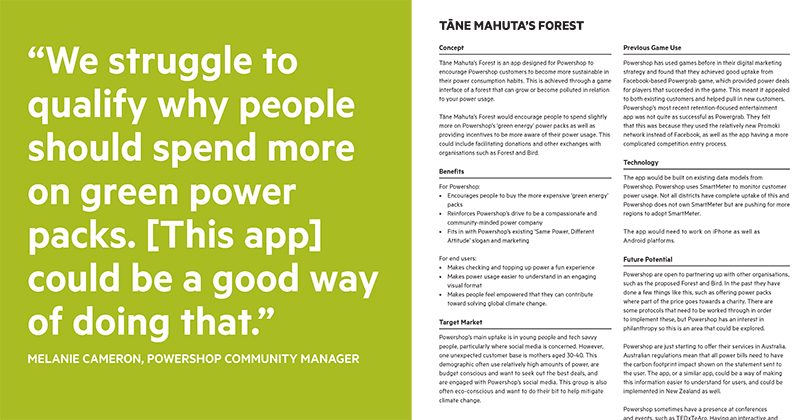 “We struggle to
qualify why people
should spend more
on green power
packs. [This app]
could be a good way
of doing that.”
MELANIE CAMERON, POWERSHOP COMMUNITY MANAGER
TĀNE MAHUTA’S FOREST
Concept
Tāne Mahuta’s Forest is an app designed for Powershop to
encourage Powershop customers to become more sustainable in
their power consumption habits. This is achieved through a game
interface of a forest that can grow or become polluted in relation
to your power usage.
Tāne Mahuta’s Forest would encourage people to spend slightly
more on Powershop’s ‘green energy’ power packs as well as
providing incentives to be more aware of their power usage. This
could include facilitating donations and other exchanges with
organisations such as Forest and Bird.
Benefits
For Powershop:
• Encourages people to buy the more expensive ‘green energy’
packs
• Reinforces Powershop’s drive to be a compassionate and
community-minded power company
• Fits in with Powershop’s existing ‘Same Power, Different
Attitude’ slogan and marketing
For end users:
• Makes checking and topping up power a fun experience
• Makes power usage easier to understand in an engaging
visual format
• Makes people feel empowered that they can contribute
toward solving global climate change.
Target Market
Powershop’s main uptake is in young people and tech savvy
people, particularly where social media is concerned. However,
one unexpected customer base is mothers aged 30-40. This
demographic often use relatively high amounts of power, are
budget conscious and want to seek out the best deals, and
are engaged with Powershop’s social media. This group is also
often eco-conscious and want to do their bit to help mitigate
climate change.
Previous Game Use
Powershop has used games before in their digital marketing
strategy and found that they achieved good uptake from
Facebook-based Powergrab game, which provided power deals
for players that succeeded in the game. This meant it appealed
to both existing customers and helped pull in new customers.
Powershop’s most recent retention-focused entertainment
app was not quite as successful as Powergrab. They felt
that this was because they used the relatively new Promoki
network instead of Facebook, as well as the app having a more
complicated competition entry process.
Technology
The app would be built on existing data models from
Powershop. Powershop uses SmartMeter to monitor customer
power usage. Not all districts have complete uptake of this and
Powershop does not own SmartMeter but are pushing for more
regions to adopt SmartMeter.
The app would need to work on iPhone as well as
Android platforms.
Future Potential
Powershop are open to partnering up with other organisations,
such as the proposed Forest and Bird. In the past they have
done a few things like this, such as offering power packs
where part of the price goes towards a charity. There are
some protocols that need to be worked through in order
to implement these, but Powershop has an interest in
philanthropy so this is an area that could be explored.
Powershop are just starting to offer their services in Australia.
Australian regulations mean that all power bills need to have
the carbon footprint impact shown on the statement sent to
the user. The app, or a similar app, could be a way of making
this information easier to understand for users, and could be
implemented in New Zealand as well.
Powershop sometimes have a presence at conferences
and events, such as TEDxTeAro. Having an interactive and